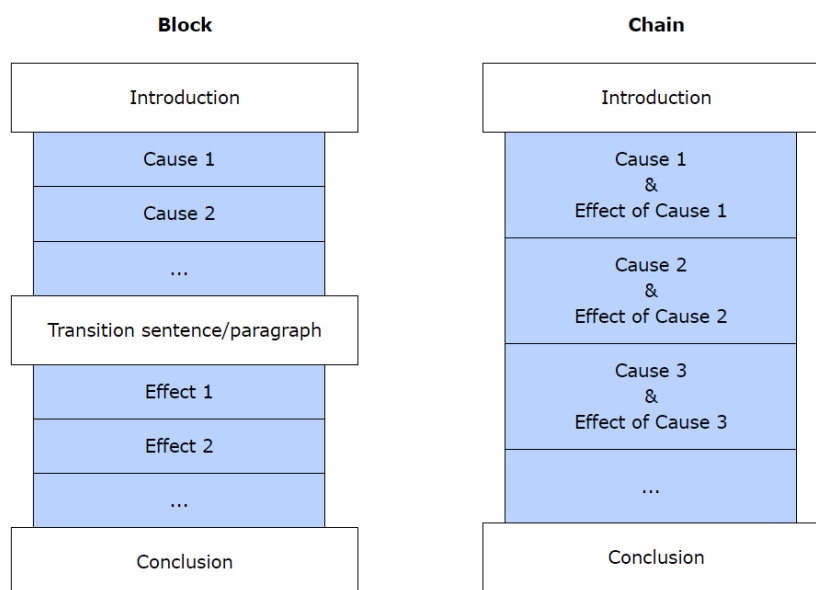 Block
Introduction
Cause 1
Cause 2
...
Transition sentence/paragraph
Effect 1
Effect 2
...
Conclusion
Chain
Introduction
Cause 1
&
Effect of Cause 1
Cause 2
&
Effect of Cause 2
Cause 3
&
Effect of Cause 3
...
Conclusion